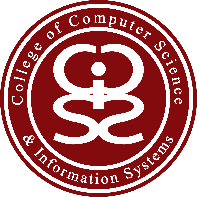 College of Computer Science
& Information Systems